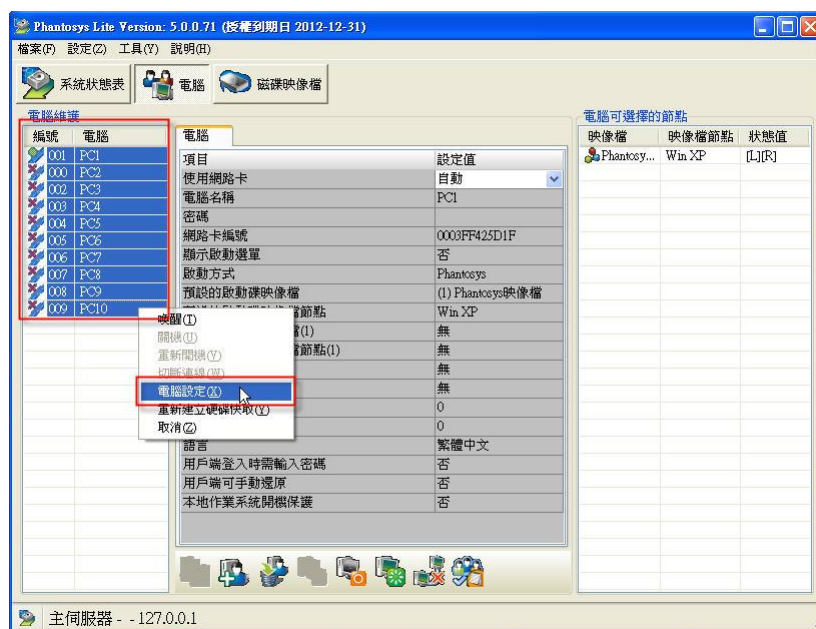 Phantosys Lite Version: 5.0.0.71 (授權到期日 2012-12-31)
檔案(F) 設定(Z) 工具(Y) 說明(H)
系統狀態表 電腦 磁碟映像檔
電腦維護
編號 電腦
001 PC1
000 PC2
002 PC3
003 PC4
004 PC5
005 PC6
006 PC7
007 PC8
008 PC9
009 PC10
電腦
項目 設定值
使用網路卡 自動
電腦名稱 PC1
密碼
網路卡編號 0003FF425D1F
顯示啟動選單 否
啟動方式 Phantosys
預設的啟動碟映像檔 (1) Phantosys映像檔
節點 Win XP
(1) 無
節點(1) 無
無
無
0
0
語言 繁體中文
用戶端登入時需輸入密碼 否
用戶端可手動還原 否
本地作業系統開機保護 否
喚醒(T)
關機(U)
重新開機(V)
切斷連線(W)
電腦設定(X)
重新建立硬碟快取(Y)
取消(Z)
電腦可選擇的節點
映像檔 映像檔節點 狀態值
Phantosy... Win XP [L][R]
主伺服器 - - 127.0.0.1